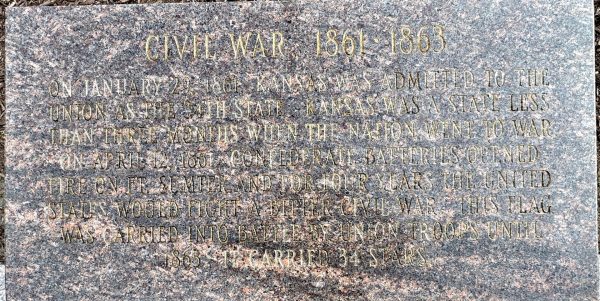 CIVIL WAR, 1861-1863
ON JANUARY 29, 1861, KANSAS WAS ADMITTED TO THE
UNION AS THE 34TH STATE. KANSAS WAS A STATE LESS
THAN THREE MONTHS WHEN THE NATION WENT TO WAR
ON APRIL 12, 1861, CONFEDERATE BATTERIES OPENED
FIRE ON FT. SUMTER AND FOR FOUR YEARS THE UNITED
STATES WOULD FIGHT A BITTER CIVIL WAR. THIS FLAG
WAS CARRIED INTO BATTLE BY UNION TROOPS UNTIL
1863. IT CARRIED 34 STARS.